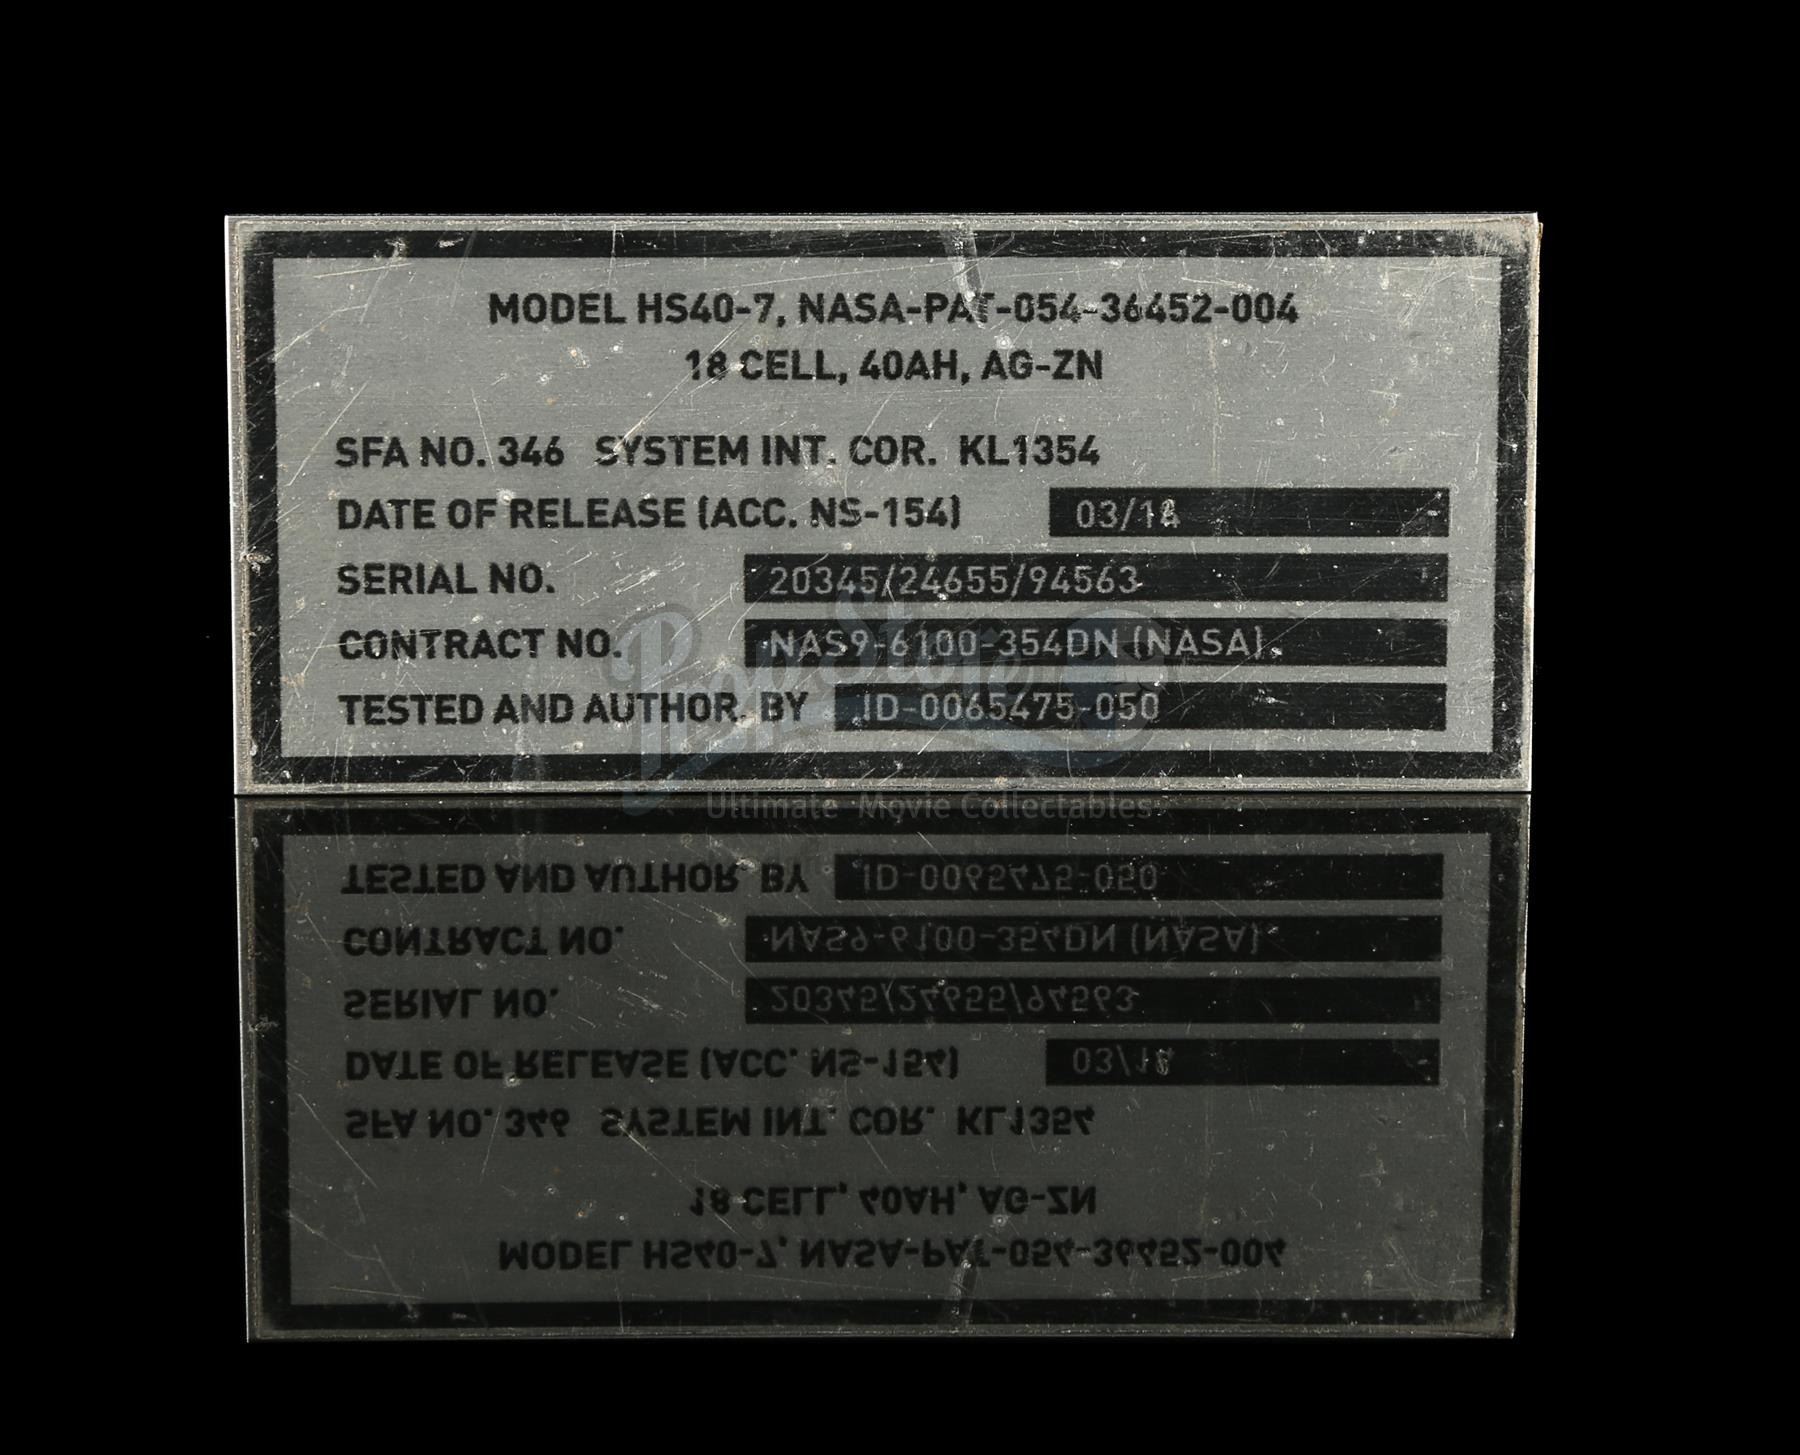 MODEL HS40-7, NASA-PAT-054-36452-004
18 CELL, 40AH, AG-ZN
SFA NO. 346 SYSTEM INT. COR. KL1354
DATE OF RELEASE (ACC. NS-154)
SERIAL NO. 20345/24655/94563
CONTRACT NO. NAS9-6100-354DN (NASA)
TESTED AND AUTHOR. BY ID-0065475-050
Prop Store
Ultimate Movie Collectables